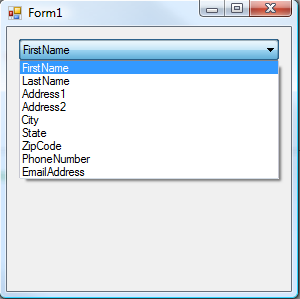 Form1
FirstName
FirstName
LastName
Address1
Address2
City
State
ZipCode
PhoneNumber
EmailAddress